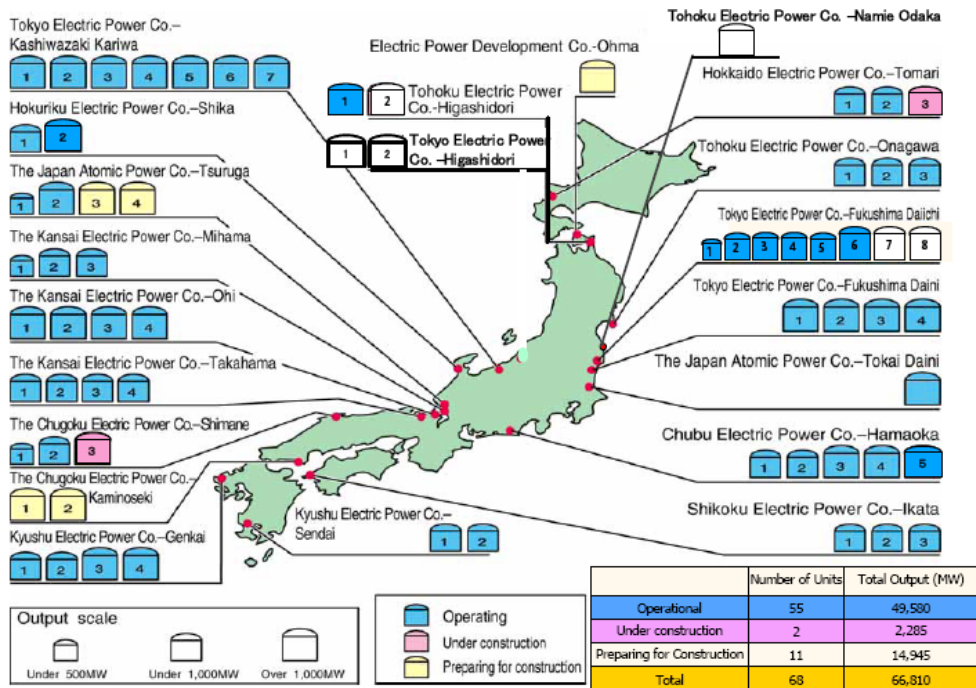 Tokyo Electric Power Co.–
Kashiwazaki Kariwa
1 2 3 4 5 6 7
Hokuriku Electric Power Co.–Shika
1 2
The Japan Atomic Power Co.–Tsuruga
1 2 3 4
The Kansai Electric Power Co.–Mihama
1 2 3
The Kansai Electric Power Co.–Ohi
1 2 3 4
The Kansai Electric Power Co.–Takahama
1 2 3 4
The Chugoku Electric Power Co.–Shimane
1 2 3
The Chugoku Electric Power Co.–
Kaminoseki
1 2
Kyushu Electric Power Co.–Genkai
1 2 3 4
Electric Power Development Co.-Ohma
1 2 Tohoku Electric Power
Co.-Higashidori
1 2 Tokyo Electric Power
Co. –Higashidori
Tohoku Electric Power Co. –Namie Odaka
Hokkaido Electric Power Co.–Tomari
1 2 3
Tohoku Electric Power Co.–Onagawa
1 2 3
Tokyo Electric Power Co.–Fukushima Daiichi
1 2 3 4 5 6 7 8
Tokyo Electric Power Co.–Fukushima Daini
1 2 3 4
The Japan Atomic Power Co.–Tokai Daini
Chubu Electric Power Co.–Hamaoka
1 2 3 4 5
Shikoku Electric Power Co.–Ikata
1 2 3
Kyushu Electric Power Co.–
Sendai
1 2
Output scale
Under 500MW Under 1,000MW Over 1,000MW
Operating
Under construction
Preparing for construction
Number of Units Total Output (MW)
Operational 55 49,580
Under construction 2 2,285
Preparing for Construction 11 14,945
Total 68 66,810